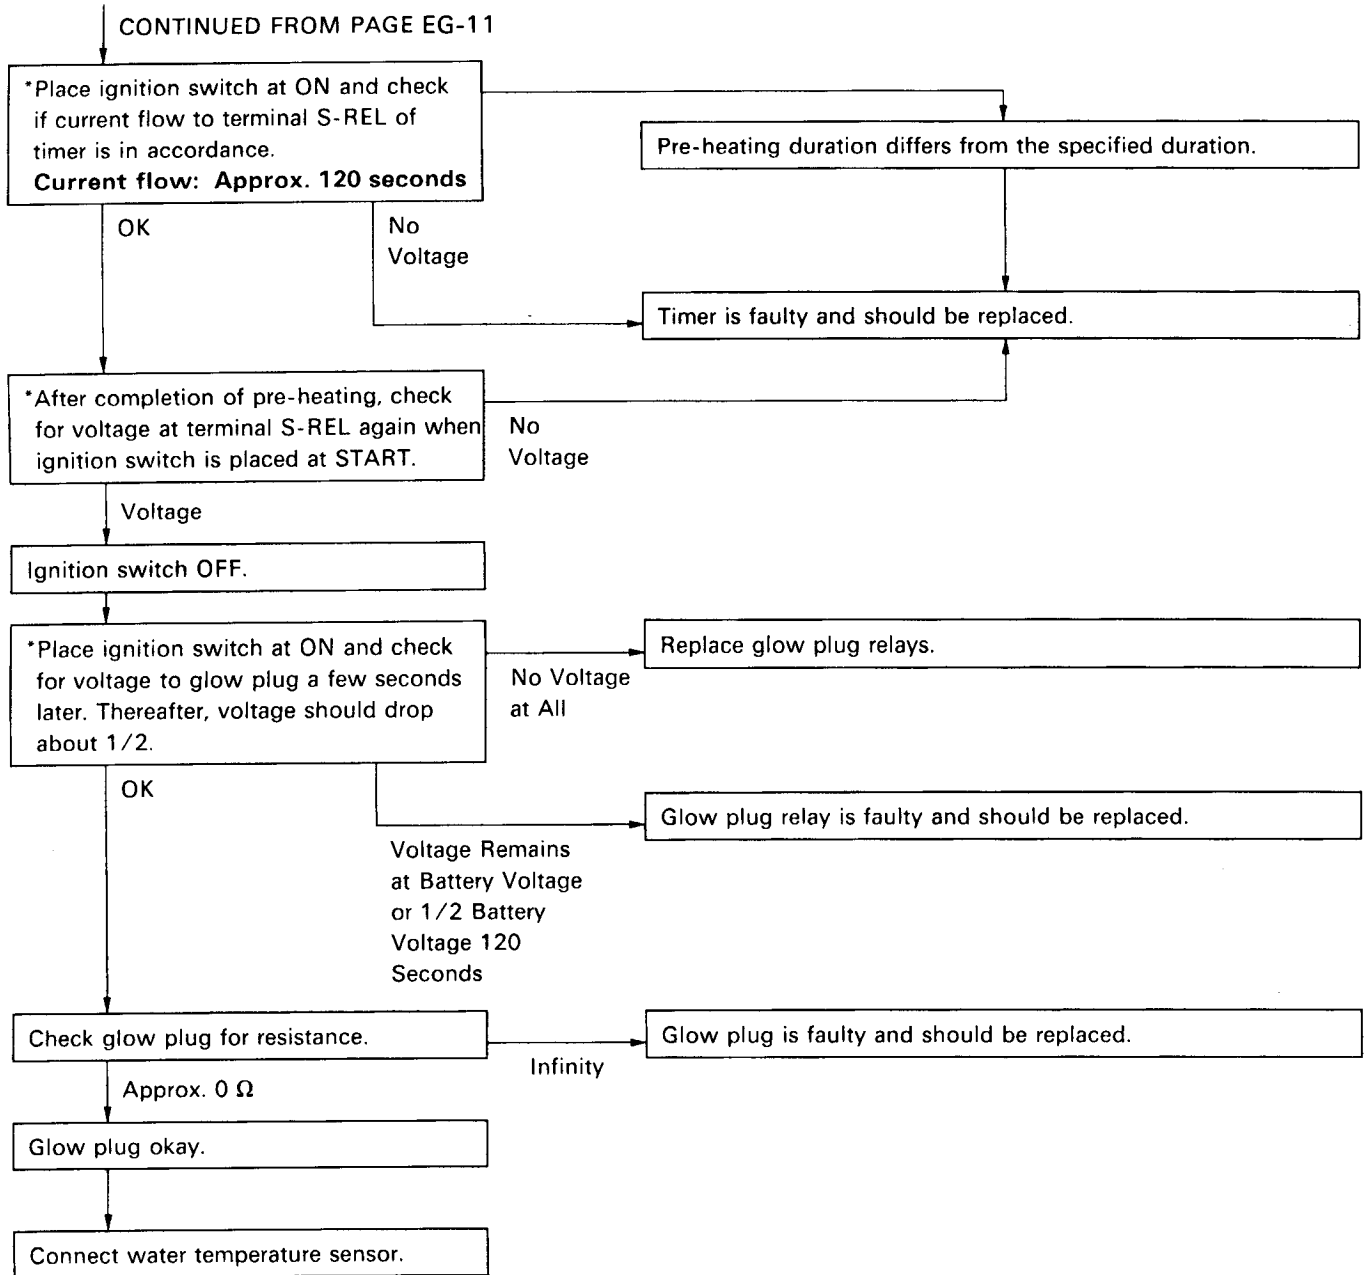 CONTINUED FROM PAGE EG-11
*Place ignition switch at ON and check
if current flow to terminal S-REL of
timer is in accordance.
Current flow: Approx. 120 seconds
Pre-heating duration differs from the specified duration.
OK
No
Voltage
Timer is faulty and should be replaced.
*After completion of pre-heating, check
for voltage at terminal S-REL again when
ignition switch is placed at START.
No
Voltage
Voltage
Ignition switch OFF.
*Place ignition switch at ON and check
for voltage to glow plug a few seconds
later. Thereafter, voltage should drop
about 1/2.
Replace glow plug relays.
No Voltage
at All
OK
Glow plug relay is faulty and should be replaced.
Voltage Remains
at Battery Voltage
or 1/2 Battery
Voltage 120
Seconds
Check glow plug for resistance.
Glow plug is faulty and should be replaced.
Infinity
Approx. 0 Ω
Glow plug okay.
Connect water temperature sensor.